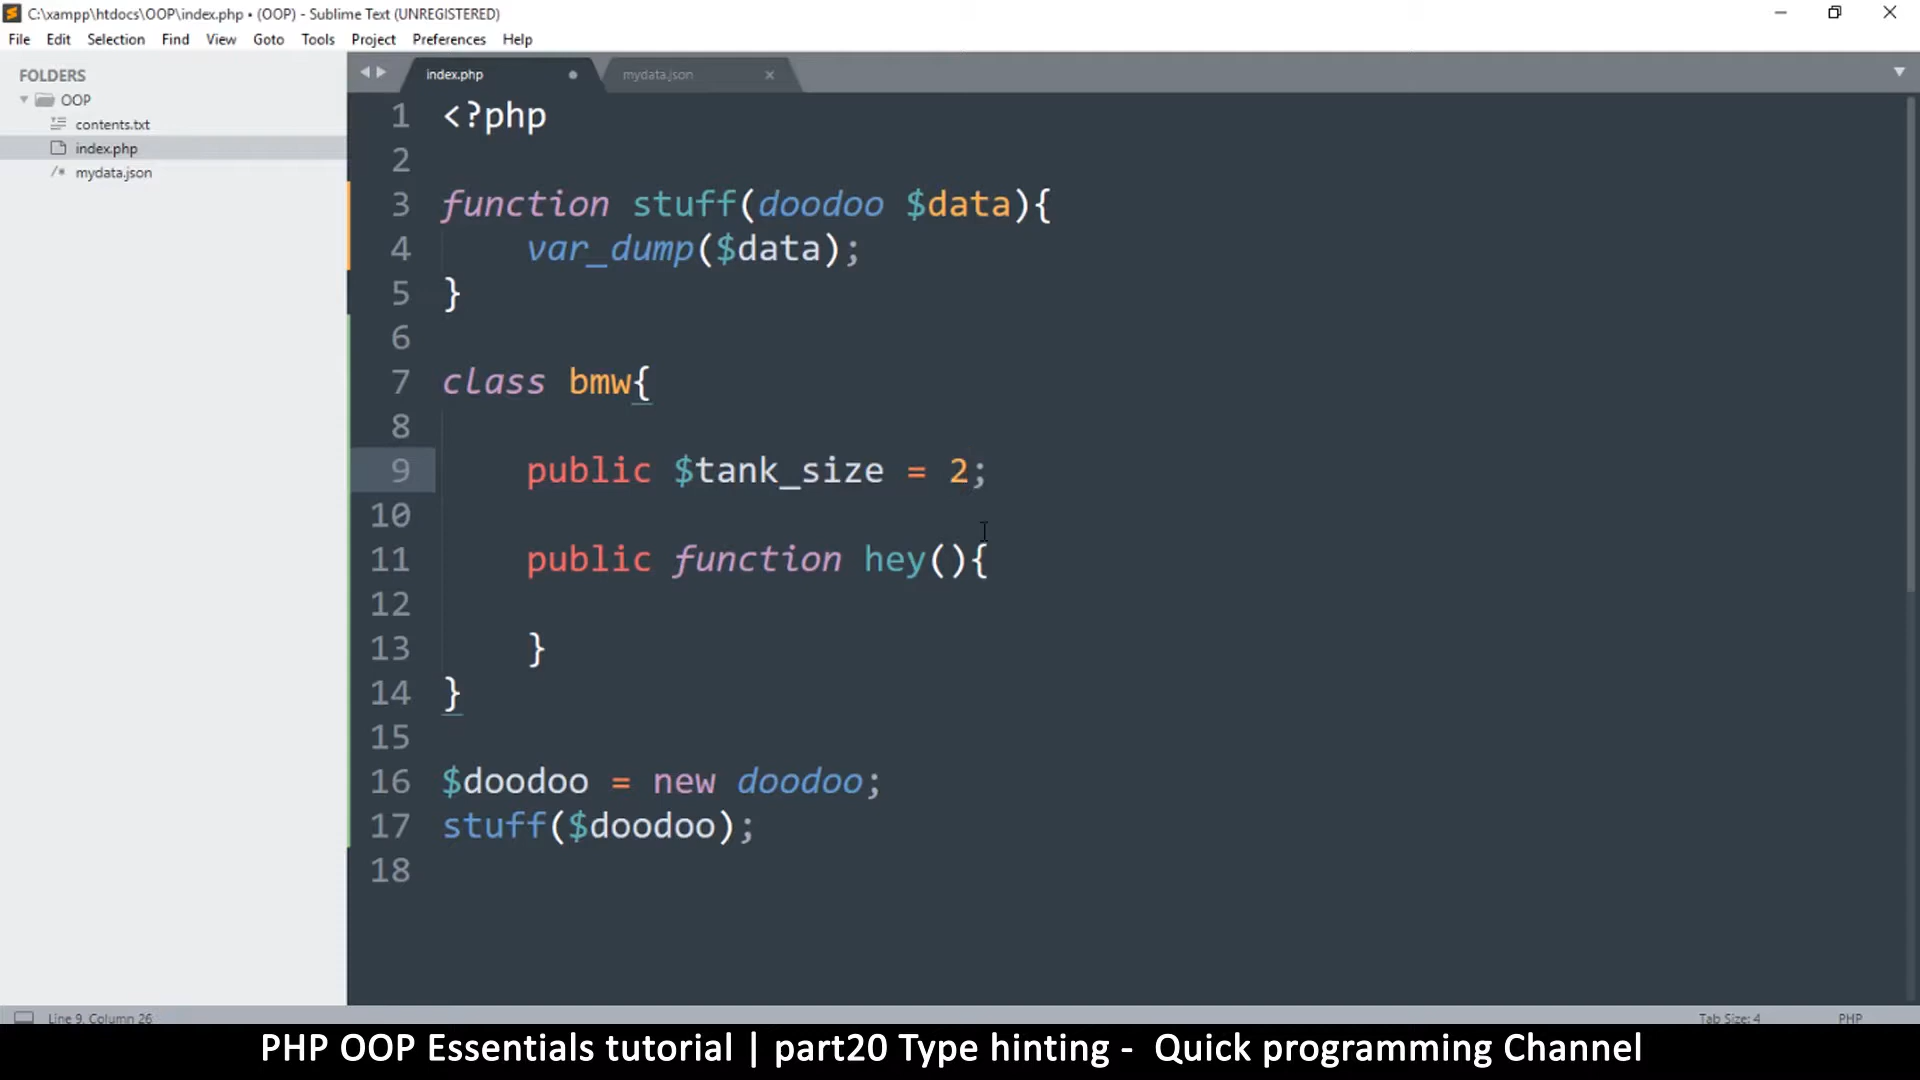 C:\xampp\htdocs\OOP\index.php • (OOP) - Sublime Text (UNREGISTERED)
File Edit Selection Find View Goto Tools Project Preferences Help
FOLDERS
OOP
contents.txt
index.php
mydata.json
index.php mydata.json
1 <?php
2
3 function stuff(doodoo $data){
4 var_dump($data);
5 }
6
7 class bmw{
8
9 public $tank_size = 2;
10
11 public function hey(){
12
13 }
14 }
15
16 $doodoo = new doodoo;
17 stuff($doodoo);
18
Line 9, Column 26 Tab Size: 4 PHP
PHP OOP Essentials tutorial | part20 Type hinting - Quick programming Channel